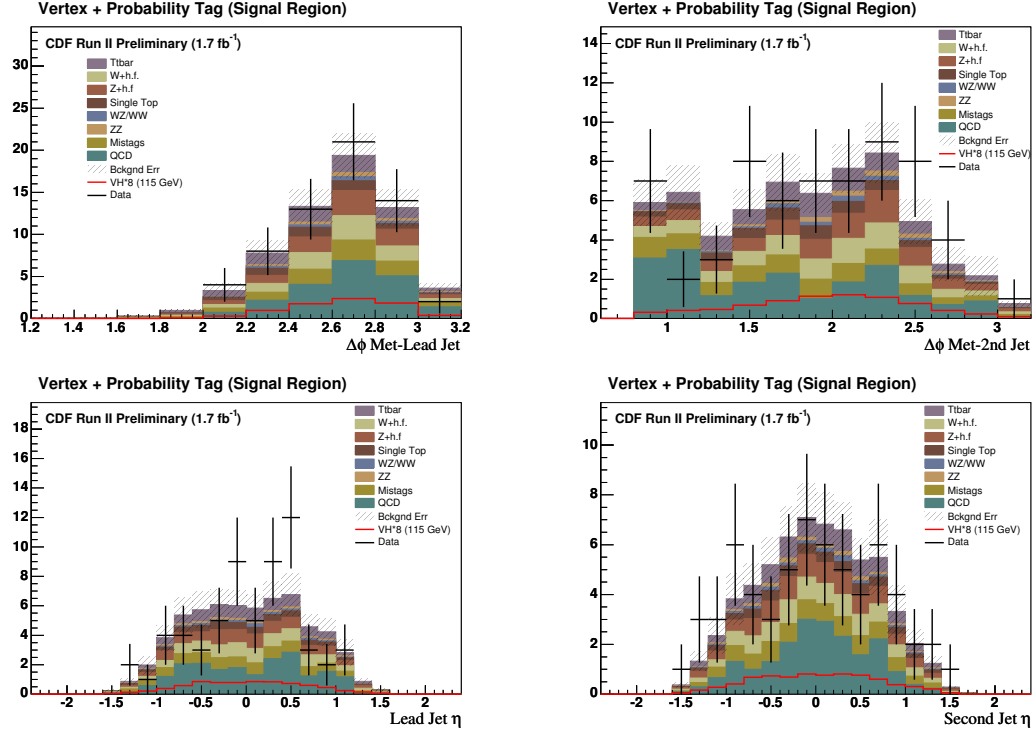 Vertex + Probability Tag (Signal Region)
CDF Run II Preliminary (1.7 fb⁻¹)
Ttbar
W+h.f.
Z+h.f
Single Top
WZ/WW
ZZ
Mistags
QCD
Bckgnd Err
VH*8 (115 GeV)
Data
30
25
20
15
10
5
0
1.2 1.4 1.6 1.8 2 2.2 2.4 2.6 2.8 3 3.2
Δϕ Met-Lead Jet
Vertex + Probability Tag (Signal Region)
CDF Run II Preliminary (1.7 fb⁻¹)
Ttbar
W+h.f.
Z+h.f
Single Top
WZ/WW
ZZ
Mistags
QCD
Bckgnd Err
VH*8 (115 GeV)
Data
14
12
10
8
6
4
2
0
1 1.5 2 2.5 3
Δϕ Met-2nd Jet
Vertex + Probability Tag (Signal Region)
CDF Run II Preliminary (1.7 fb⁻¹)
Ttbar
W+h.f.
Z+h.f
Single Top
WZ/WW
ZZ
Mistags
QCD
Bckgnd Err
VH*8 (115 GeV)
Data
18
16
14
12
10
8
6
4
2
0
-2 -1.5 -1 -0.5 0 0.5 1 1.5 2
Lead Jet η
Vertex + Probability Tag (Signal Region)
CDF Run II Preliminary (1.7 fb⁻¹)
Ttbar
W+h.f.
Z+h.f
Single Top
WZ/WW
ZZ
Mistags
QCD
Bckgnd Err
VH*8 (115 GeV)
Data
10
8
6
4
2
0
-2 -1.5 -1 -0.5 0 0.5 1 1.5 2
Second Jet η